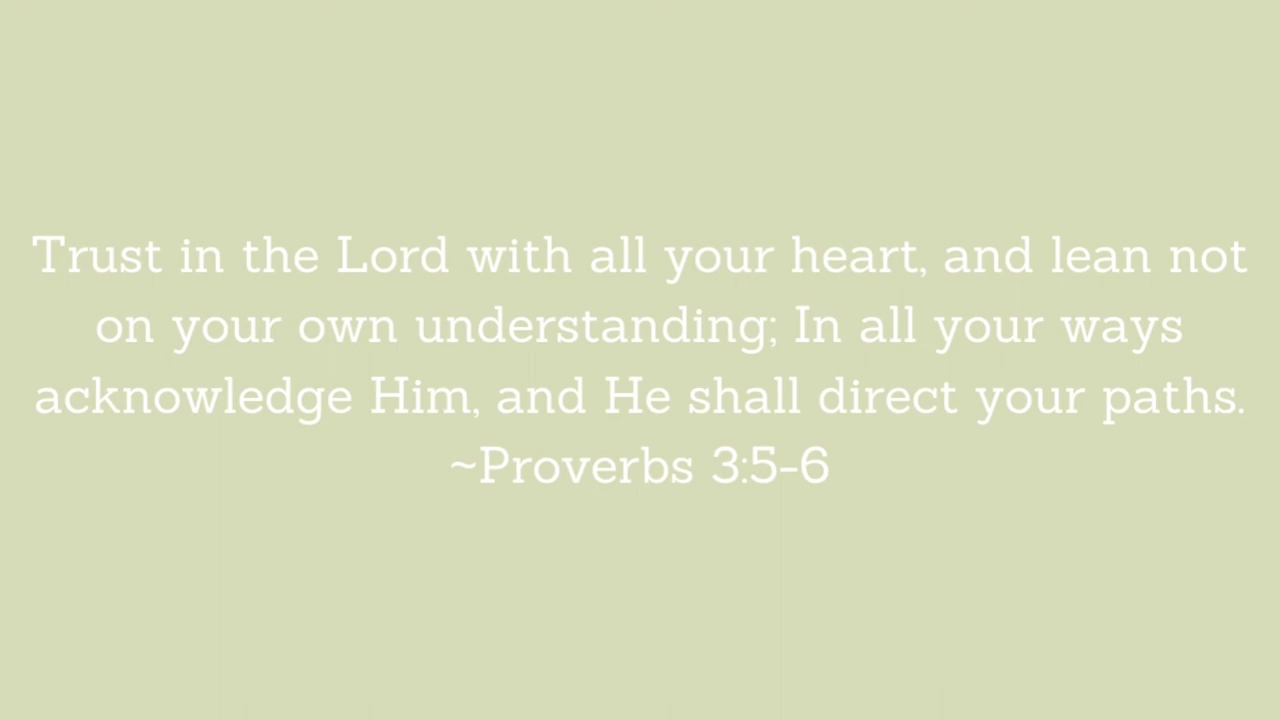 Trust in the Lord with all your heart, and lean not
on your own understanding; In all your ways
acknowledge Him, and He shall direct your paths.
~Proverbs 3:5-6